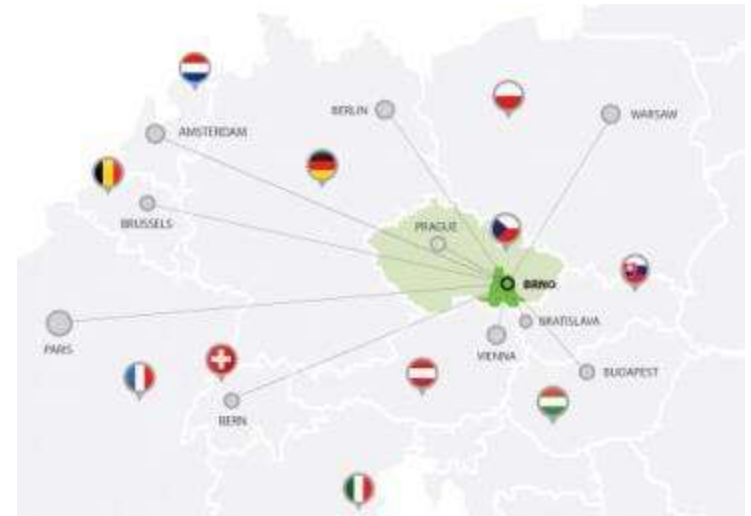 BERLIN
WARSAW
AMSTERDAM
BRUSSELS
PRAGUE
BRNO
BRATISLAVA
PARIS
VIENNA
BUDAPEST
BERN